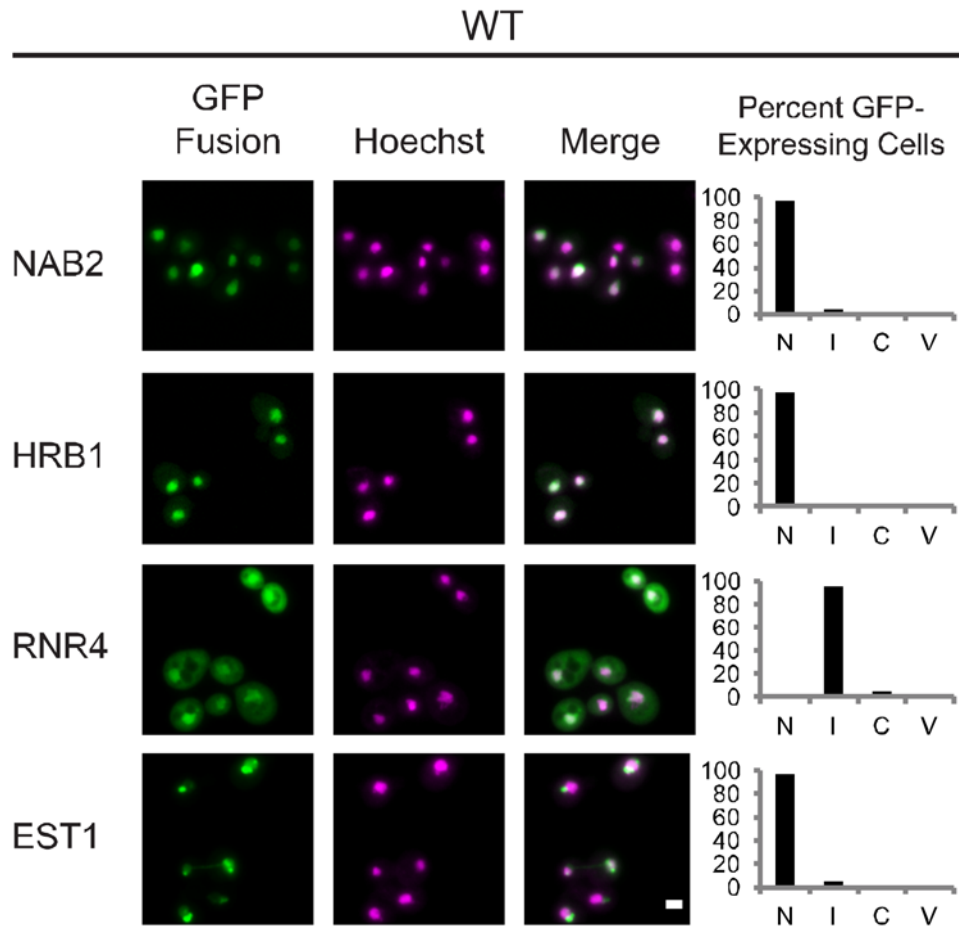 WT
GFP
Fusion
Hoechst
Merge
Percent GFP-
Expressing Cells
NAB2
100
80
60
40
20
0
N I C V
HRB1
100
80
60
40
20
0
N I C V
RNR4
100
80
60
40
20
0
N I C V
EST1
100
80
60
40
20
0
N I C V